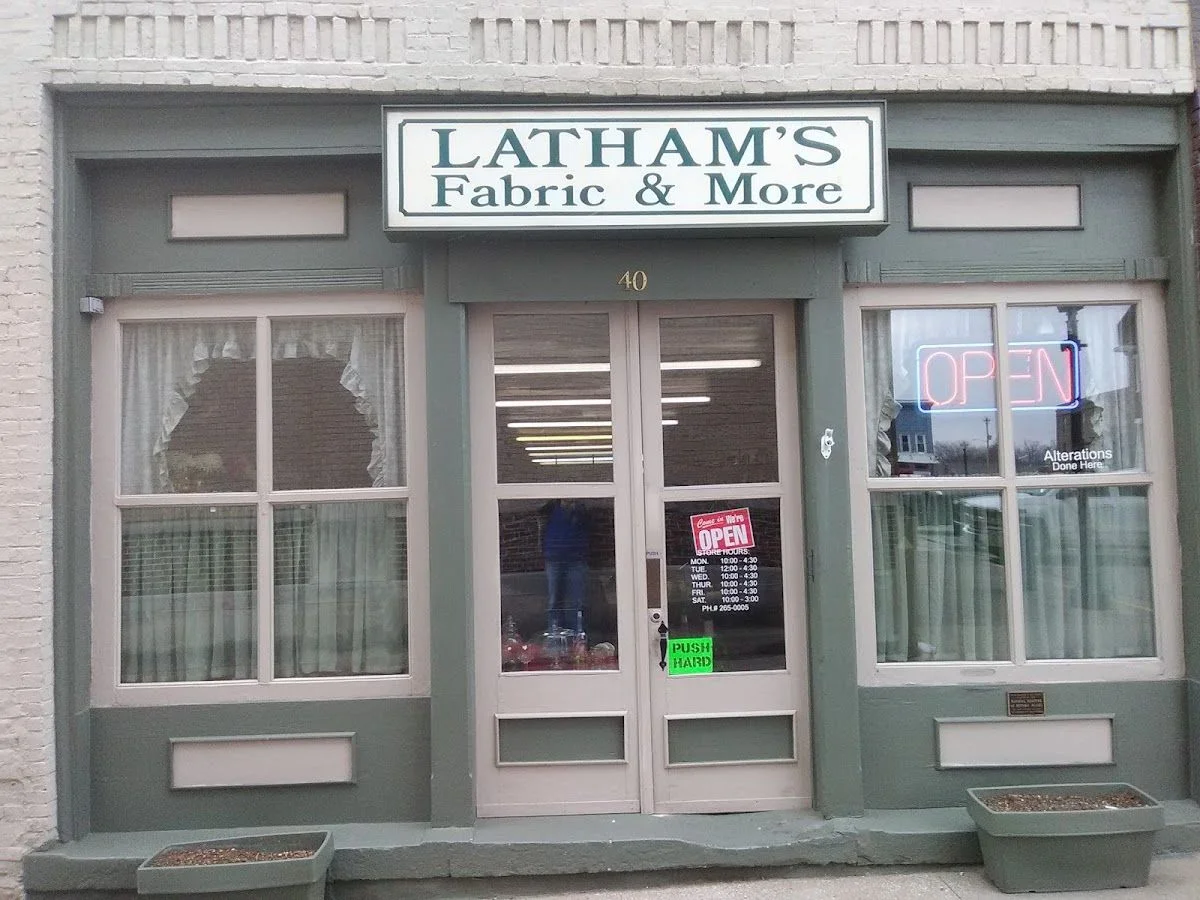 LATHAM'S
Fabric & More
40
OPEN
Alterations
Done Here
PUSH
Come in We're
OPEN
STORE HOURS:
MON. 10:00 - 4:30
TUE. 12:00 - 4:30
WED. 10:00 - 4:30
THUR. 10:00 - 4:30
FRI. 10:00 - 4:30
SAT. 10:00 - 3:00
PH.# 265-0005
PUSH
HARD